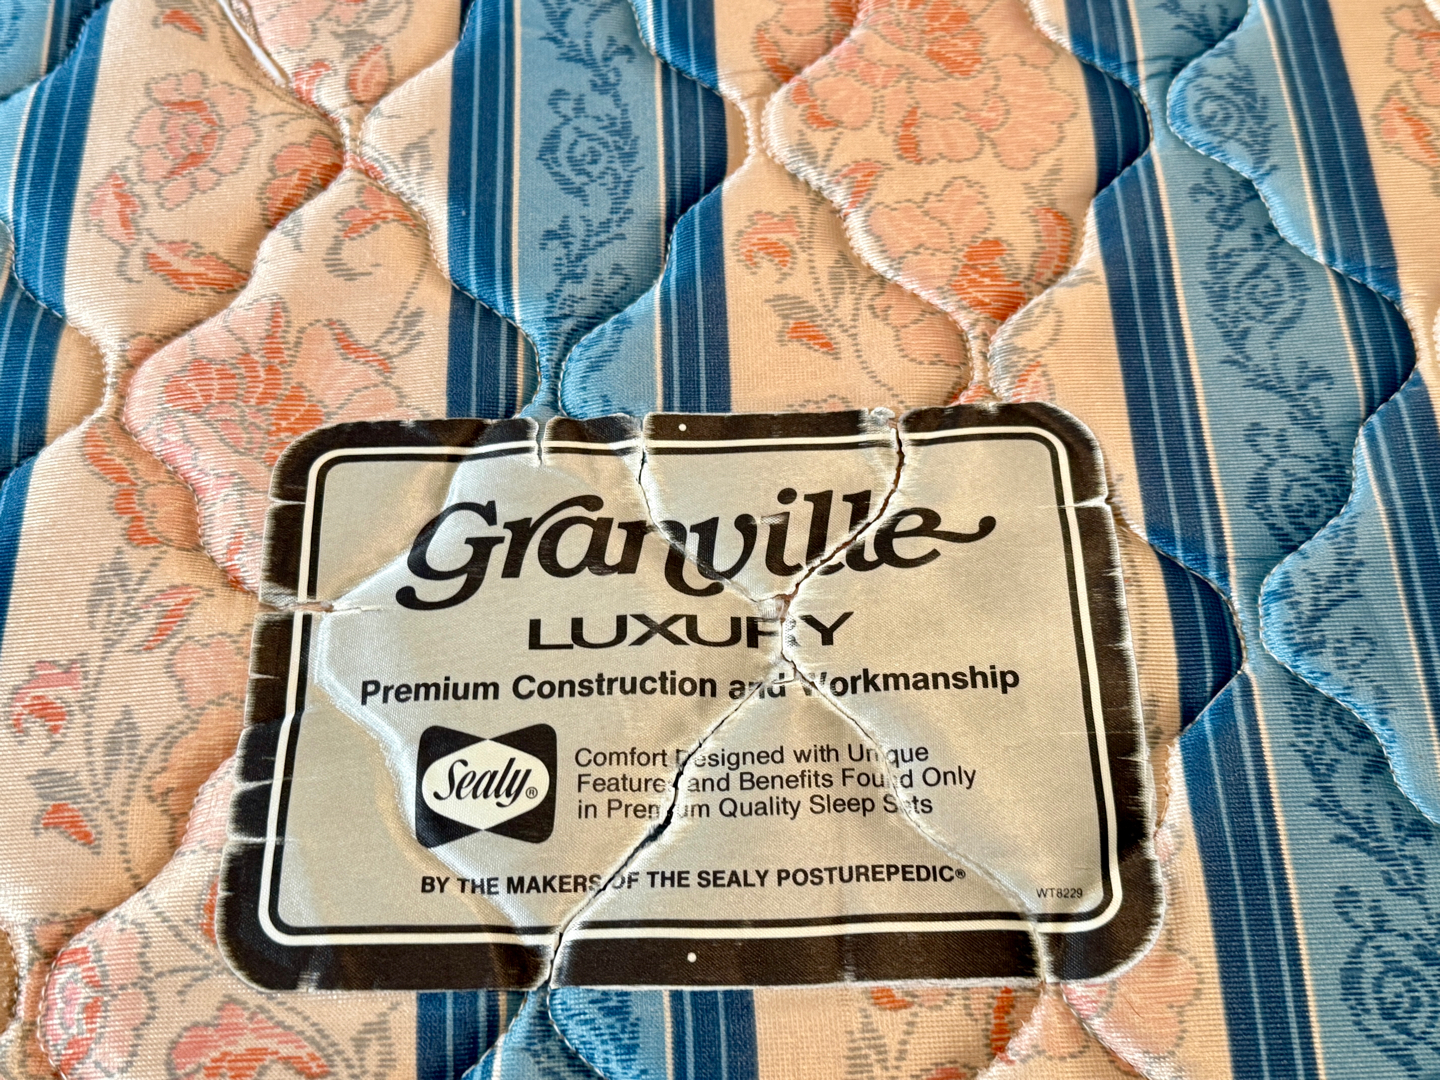 Granville
LUXURY
Premium Construction and Workmanship
Sealy®
Comfort Designed with Unique
Features and Benefits Found Only
in Premium Quality Sleep Sets
BY THE MAKERS OF THE SEALY POSTUREPEDIC®
WT8229